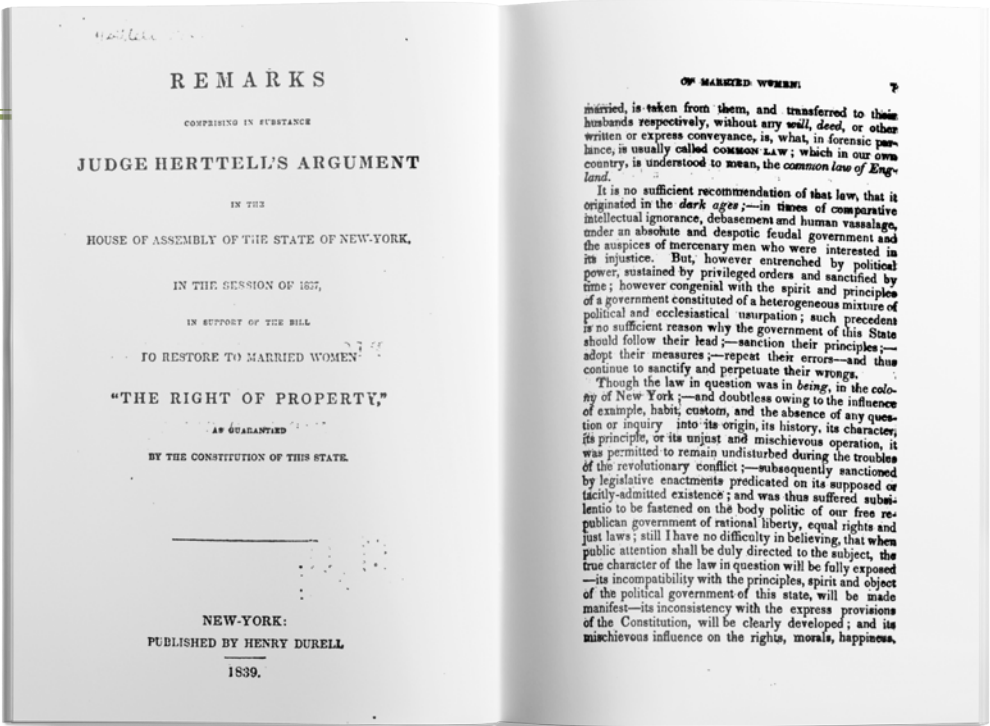 REMARKS
COMPRISING IN SUBSTANCE
JUDGE HERTTELL'S ARGUMENT
IN THE
HOUSE OF ASSEMBLY OF THE STATE OF NEW-YORK,
IN THE SESSION OF 1837,
IN SUPPORT OF THE BILL
TO RESTORE TO MARRIED WOMEN
"THE RIGHT OF PROPERTY,"
AS GUARANTIED
BY THE CONSTITUTION OF THIS STATE.
NEW-YORK:
PUBLISHED BY HENRY DURELL
1839.
OF MARRIED WOMEN. 7
married, is taken from them, and transferred to their
husbands respectively, without any will, deed, or other
written or express conveyance, is, what, in forensic par-
lance, is usually called COMMON LAW; which in our own
country, is understood to mean, the common law of Eng-
land.
It is no sufficient recommendation of that law, that it
originated in the dark ages;—in times of comparative
intellectual ignorance, debasement and human vassalage,
under an absolute and despotic feudal government and
the auspices of mercenary men who were interested in
its injustice. But, however entrenched by political
power, sustained by privileged orders and sanctified by
time; however congenial with the spirit and principles
of a government constituted of a heterogeneous mixture of
political and ecclesiastical usurpation; such precedent
is no sufficient reason why the government of this State
should follow their lead;—sanction their principles;—
adopt their measures;—repeat their errors—and thus
continue to sanctify and perpetuate their wrongs.
Though the law in question was in being, in the colo-
ny of New York;—and doubtless owing to the influence
of example, habit, custom, and the absence of any ques-
tion or inquiry into its origin, its history, its character,
its principle, or its unjust and mischievous operation, it
was permitted to remain undisturbed during the troubles
of the revolutionary conflict;—subsequently sanctioned
by legislative enactments predicated on its supposed or
tacitly-admitted existence; and was thus suffered subsi-
lentio to be fastened on the body politic of our free re-
publican government of rational liberty, equal rights and
just laws; still I have no difficulty in believing, that when
public attention shall be duly directed to the subject, the
true character of the law in question will be fully exposed
—its incompatibility with the principles, spirit and object
of the political government of this state, will be made
manifest—its inconsistency with the express provisions
of the Constitution, will be clearly developed; and its
mischievous influence on the rights, morals, happiness,